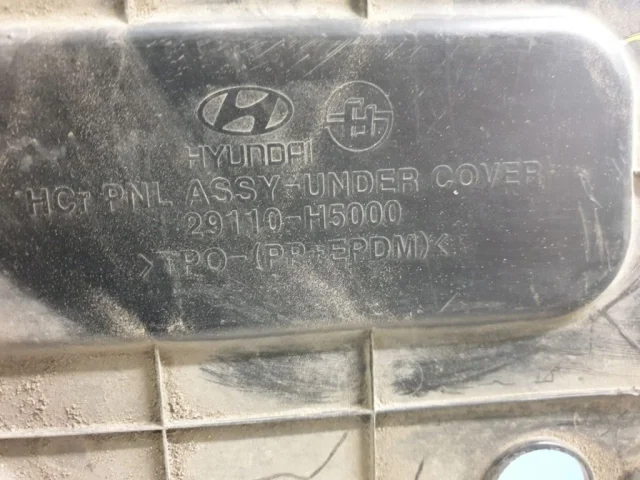 HYUNDAI
HCr PNL ASSY-UNDER COVER
29110-H5000
>TPO-(PP+EPDM)<